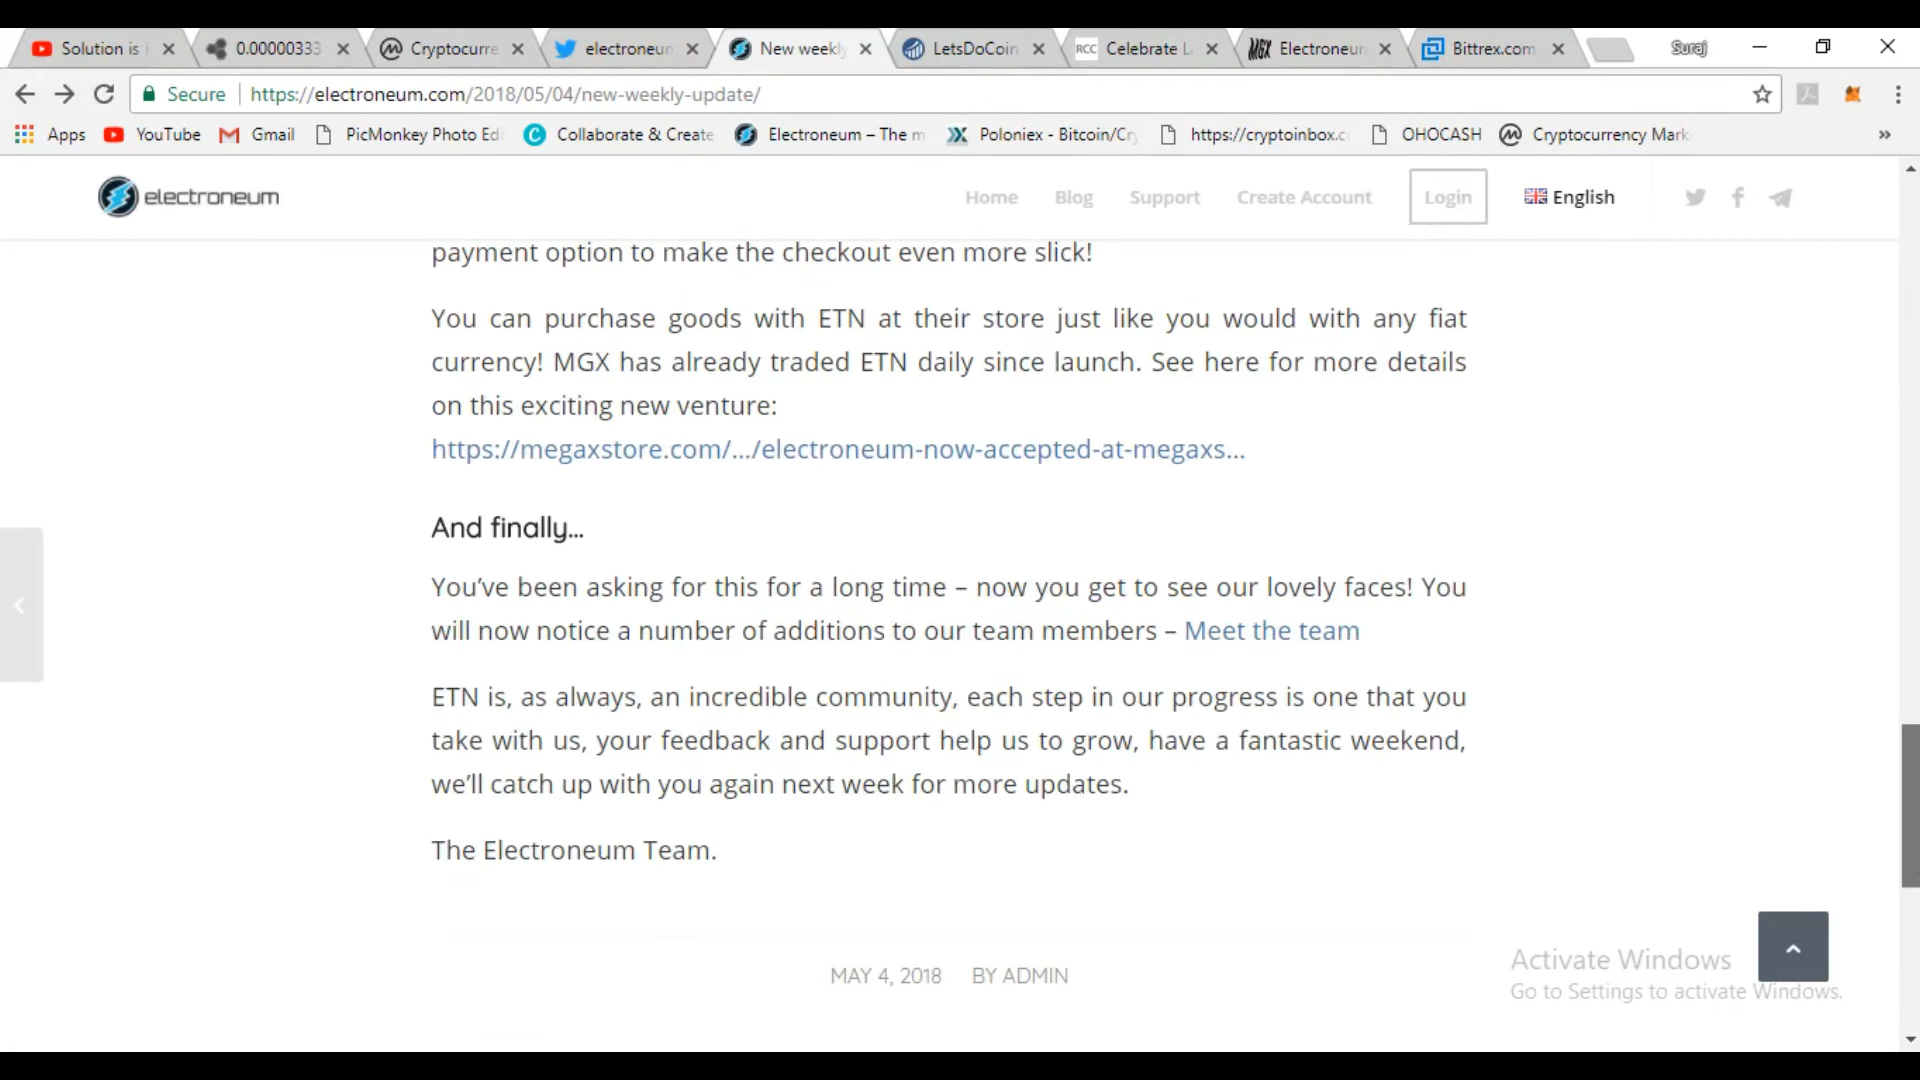 Solution is
0.00000333
Cryptocurre
electroneum
New weekly
LetsDoCoin
RCC Celebrate L
MGX Electroneum
Bittrex.com
Suraj
Secure https://electroneum.com/2018/05/04/new-weekly-update/
Apps YouTube Gmail PicMonkey Photo Ed Collaborate & Create Electroneum – The m Poloniex - Bitcoin/Cry https://cryptoinbox.c OHOCASH Cryptocurrency Mark »
electroneum Home Blog Support Create Account Login English
payment option to make the checkout even more slick!
You can purchase goods with ETN at their store just like you would with any fiat
currency! MGX has already traded ETN daily since launch. See here for more details
on this exciting new venture:
https://megaxstore.com/.../electroneum-now-accepted-at-megaxs...
And finally...
You’ve been asking for this for a long time – now you get to see our lovely faces! You
will now notice a number of additions to our team members – Meet the team
ETN is, as always, an incredible community, each step in our progress is one that you
take with us, your feedback and support help us to grow, have a fantastic weekend,
we’ll catch up with you again next week for more updates.
The Electroneum Team.
MAY 4, 2018 BY ADMIN
Activate Windows
Go to Settings to activate Windows.